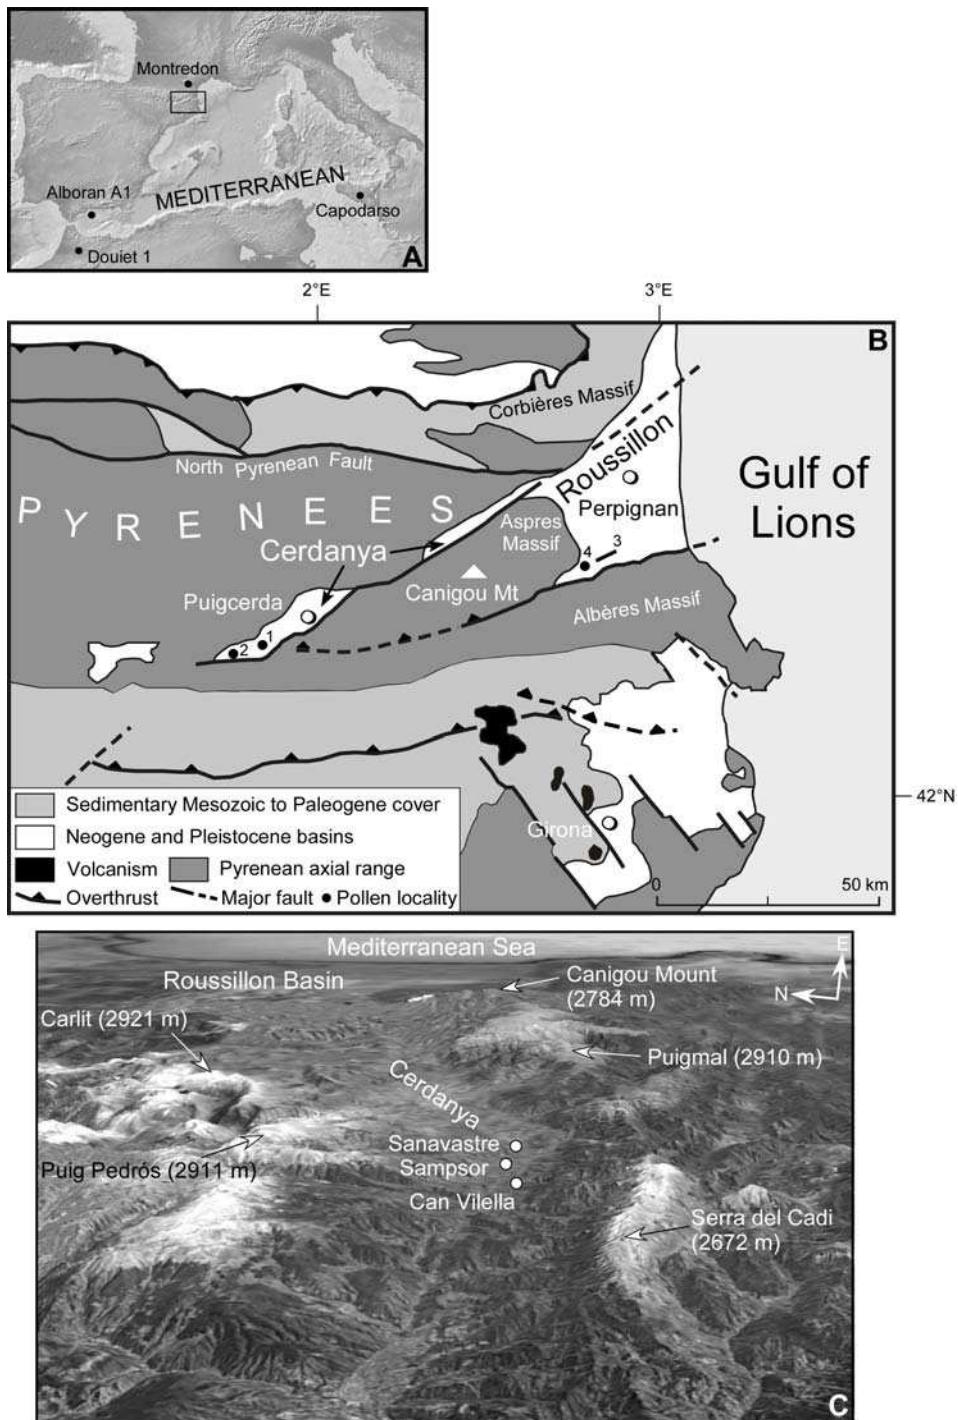 Montredon
Alboran A1
MEDITERRANEAN
Capodarso
Douiet 1
A
2°E
3°E
B
Corbières Massif
North Pyrenean Fault
Roussillon
Gulf of
Lions
PYRENEES
Perpignan
Aspres
Massif
Cerdanya
3
4
Canigou Mt
Puigcerda
Albères Massif
1
2
42°N
Girona
Sedimentary Mesozoic to Paleogene cover
Neogene and Pleistocene basins
Volcanism
Pyrenean axial range
Overthrust
Major fault
Pollen locality
0
50 km
Mediterranean Sea
E
N
Roussillon Basin
Canigou Mount
(2784 m)
Carlit (2921 m)
Puigmal (2910 m)
Cerdanya
Sanavastre
Sampsor
Puig Pedrós (2911 m)
Can Vilella
Serra del Cadi
(2672 m)
C